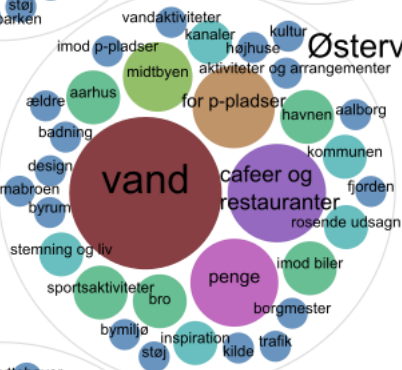 støj
parken
vandaktiviteter
kanaler
kultur
imod p-pladser
højhuse
Østerv
midtbyen
aktiviteter og arrangementer
aarhus
ældre
for p-pladser
havnen
aalborg
badning
kommunen
design
vand
cafeer og
restauranter
mabroen
fjorden
byrum
rosende udsagn
stemning og liv
imod biler
penge
sportsaktiviteter
bro
borgmester
bymiljø
inspiration
trafik
støj
kilde